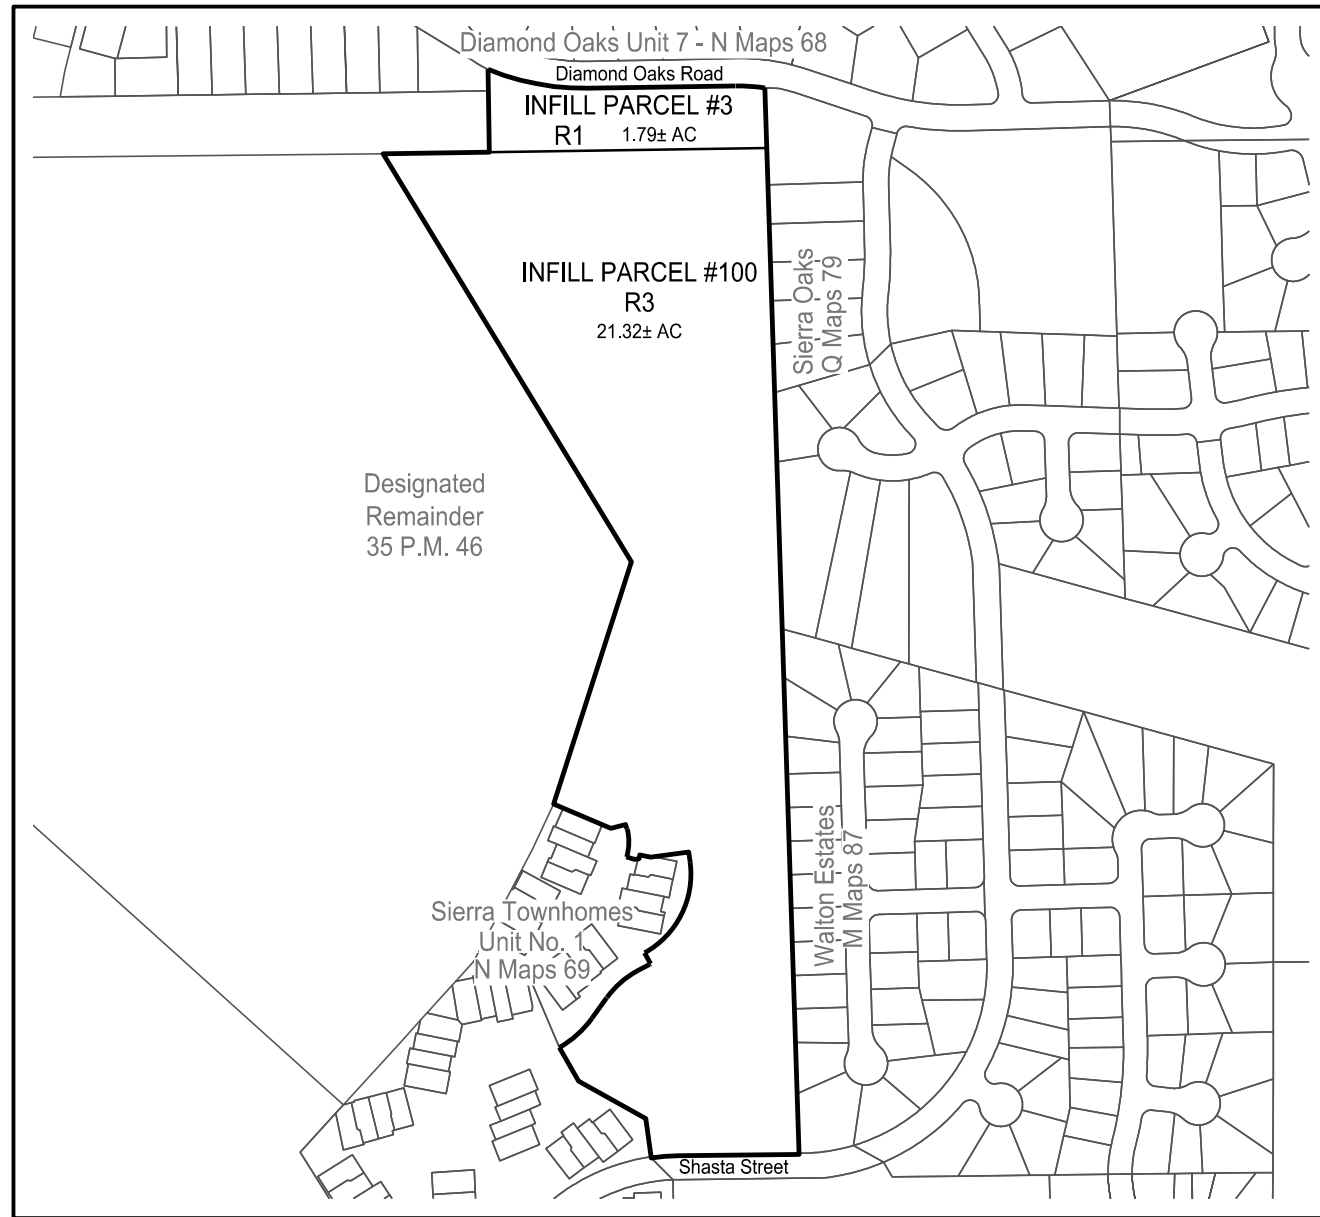 Diamond Oaks Unit 7 - N Maps 68
Diamond Oaks Road
INFILL PARCEL #3
R1 1.79± AC
INFILL PARCEL #100
R3
21.32± AC
Sierra Oaks
Q Maps 79
Designated
Remainder
35 P.M. 46
Walton Estates
M Maps 87
Sierra Townhomes
Unit No. 1
N Maps 69
Shasta Street